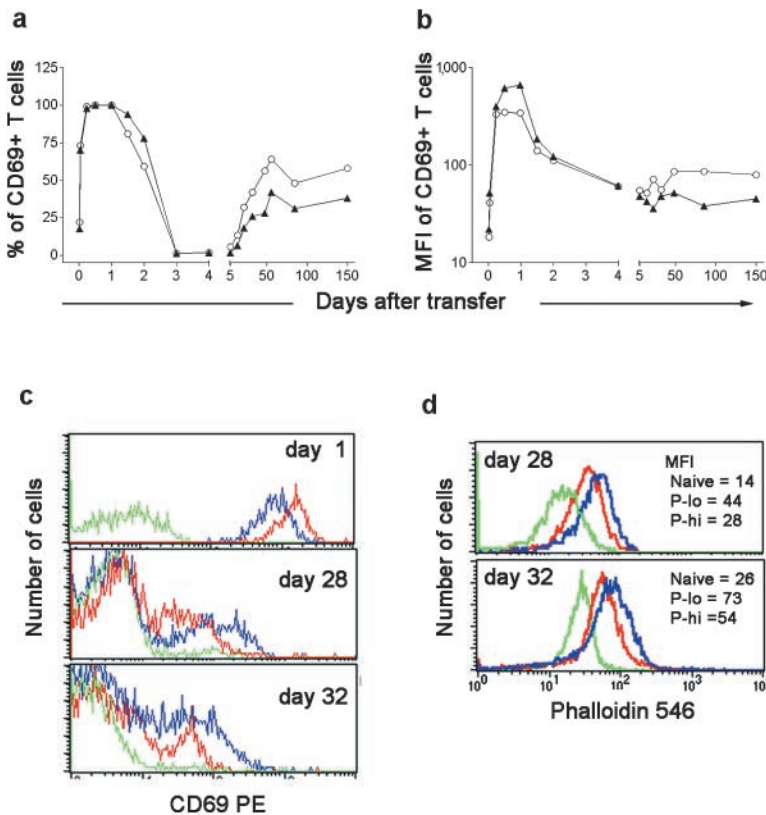 a
b
% of CD69+ T cells
125
100
75
50
25
0
0 1 2 3 4 5 50 100 150
MFI of CD69+ T cells
1,000
100
10
0 1 2 3 4 5 50 100 150
Days after transfer
c
d
Number of cells
day 1
day 28
day 32
CD69 PE
Number of cells
day 28
MFI
Naive = 14
P-lo = 44
P-hi = 28
day 32
Naive = 26
P-lo = 73
P-hi =54
10⁰ 10¹ 10² 10³ 10
Phalloidin 546